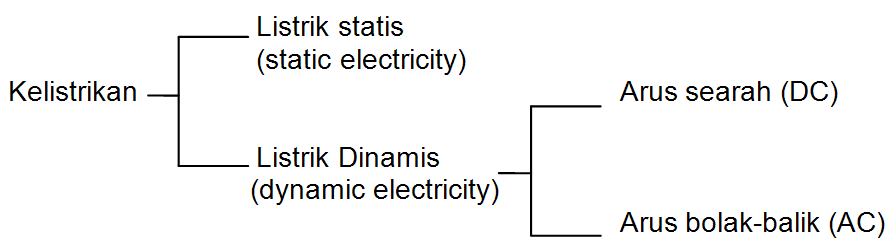 Listrik statis
(static electricity)
Kelistrikan
Arus searah (DC)
Listrik Dinamis
(dynamic electricity)
Arus bolak-balik (AC)